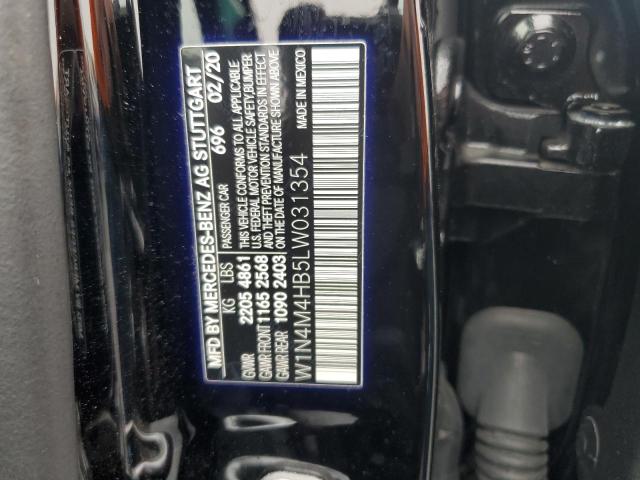 MFD BY MERCEDES-BENZ AG STUTTGART
696 02/20
KG LBS PASSENGER CAR
GVWR 2205 4861 THIS VEHICLE CONFORMS TO ALL APPLICABLE
GAWR FRONT 1165 2568 U.S. FEDERAL MOTOR VEHICLE SAFETY,BUMPER
GAWR REAR 1090 2403 AND THEFT PREVENTION STANDARDS IN EFFECT
ON THE DATE OF MANUFACTURE SHOWN ABOVE
MADE IN MEXICO
W1N4M4HB5LW031354